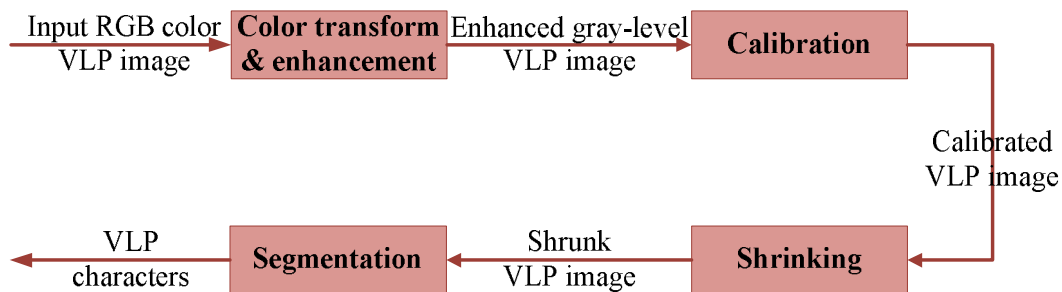 Input RGB color
VLP image
Color transform
& enhancement
Enhanced gray-level
VLP image
Calibration
Calibrated
VLP image
Shrinking
Shrunk
VLP image
Segmentation
VLP
characters